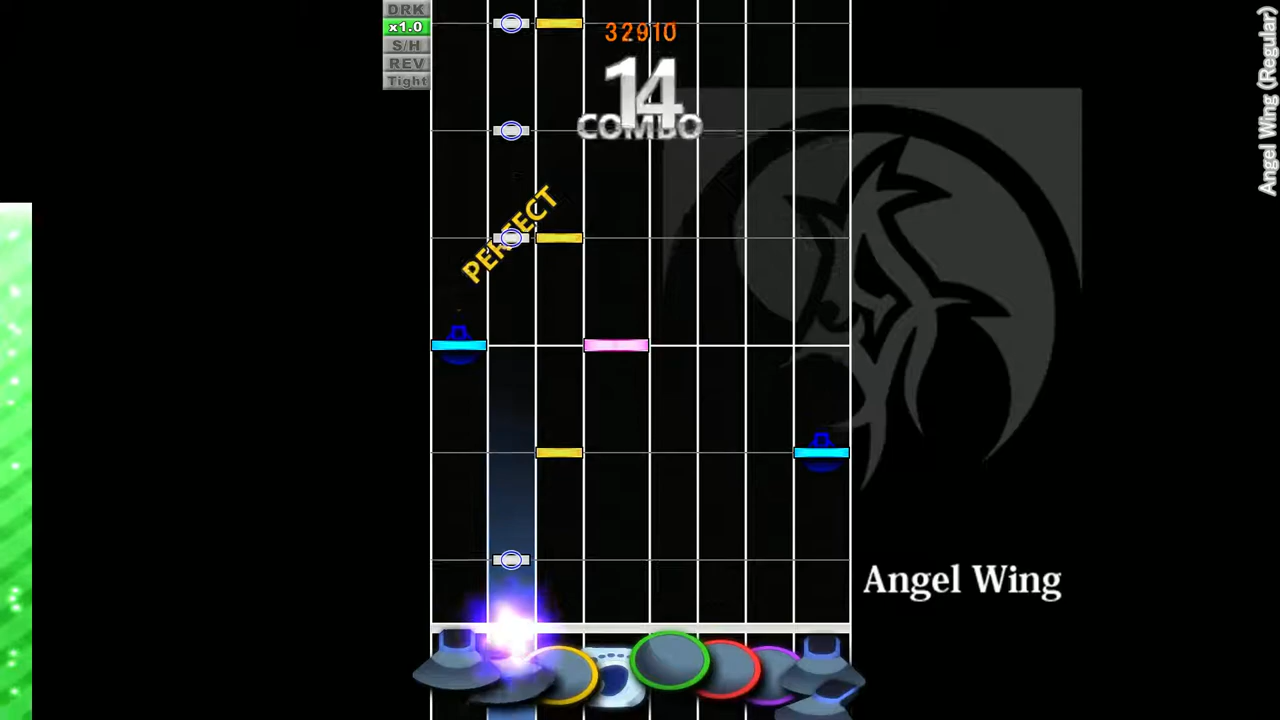 DRK
x1.0
S/H
REV
Tight
32910
14
COMBO
PERFECT
Angel Wing
Angel Wing (Regular)